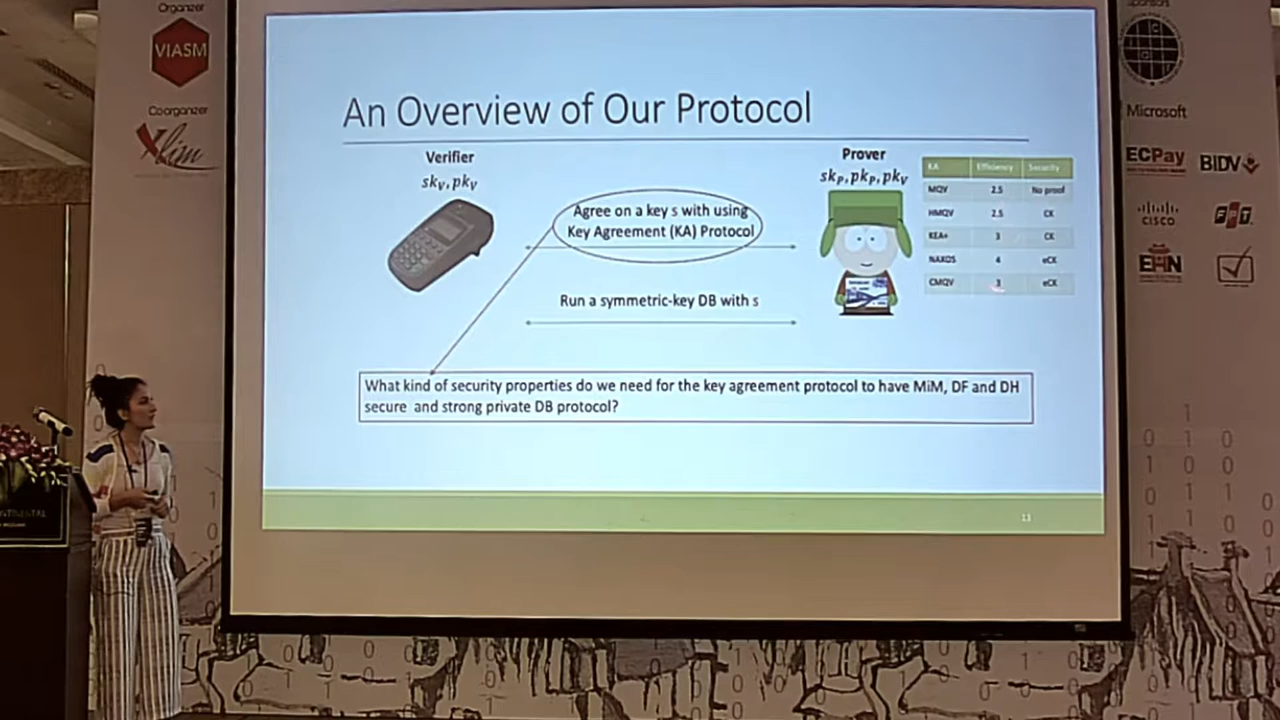 Organizer
VIASM
Coorganizer
Xlim
An Overview of Our Protocol
Verifier
skV, pkV
Prover
skP, pkP, pkV
Agree on a key s with using
Key Agreement (KA) Protocol
Run a symmetric-key DB with s
What kind of security properties do we need for the key agreement protocol to have MiM, DF and DH
secure and strong private DB protocol?
KA Efficiency Security
MQV 2.5 No proof
HMQV 2.5 CK
KEA+ 3 CK
NAXOS 4 eCK
CMQV 3 eCK
13
Sponsors
Microsoft
ECPay
BIDV
CISCO
FPT